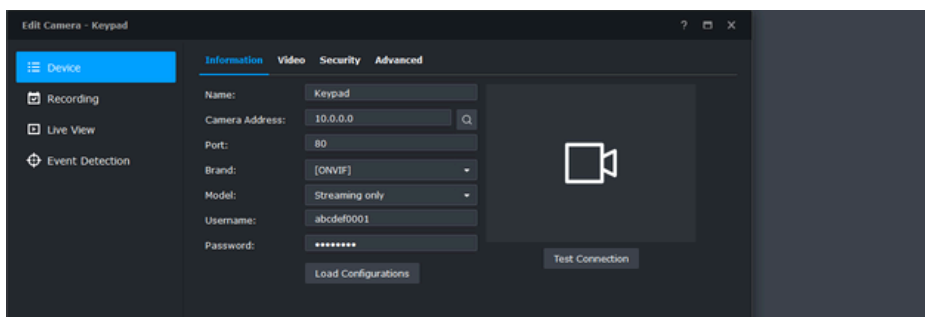 Edit Camera - Keypad
?
Device
Recording
Live View
Event Detection
Information Video Security Advanced
Name: Keypad
Camera Address: 10.0.0.0
Port: 80
Brand: [ONVIF]
Model: Streaming only
Username: abcdef0001
Password: ••••••••
Load Configurations
Test Connection